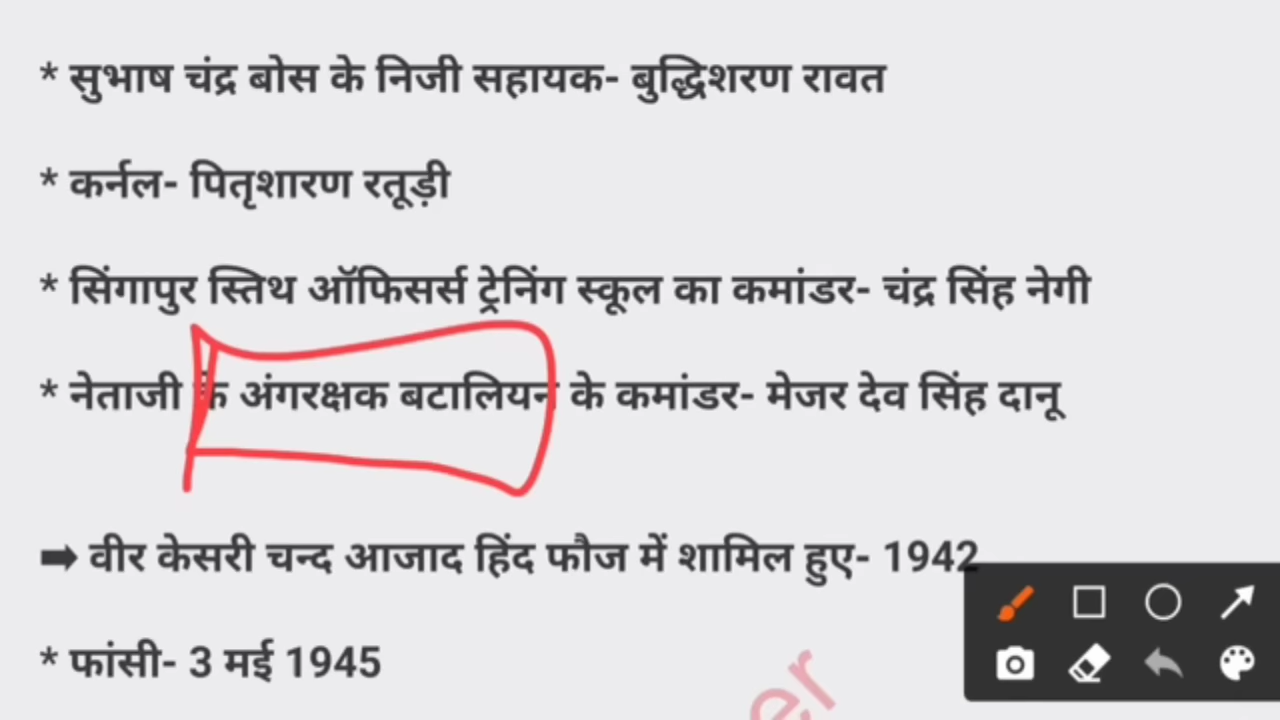 * सुभाष चंद्र बोस के निजी सहायक- बुद्धिशरण रावत
* कर्नल- पितृशारण रतूड़ी
* सिंगापुर स्तिथ ऑफिसर्स ट्रेनिंग स्कूल का कमांडर- चंद्र सिंह नेगी
* नेताजी के अंगरक्षक बटालियन के कमांडर- मेजर देव सिंह दानू
➡ वीर केसरी चन्द आजाद हिंद फौज में शामिल हुए- 1942
* फांसी- 3 मई 1945